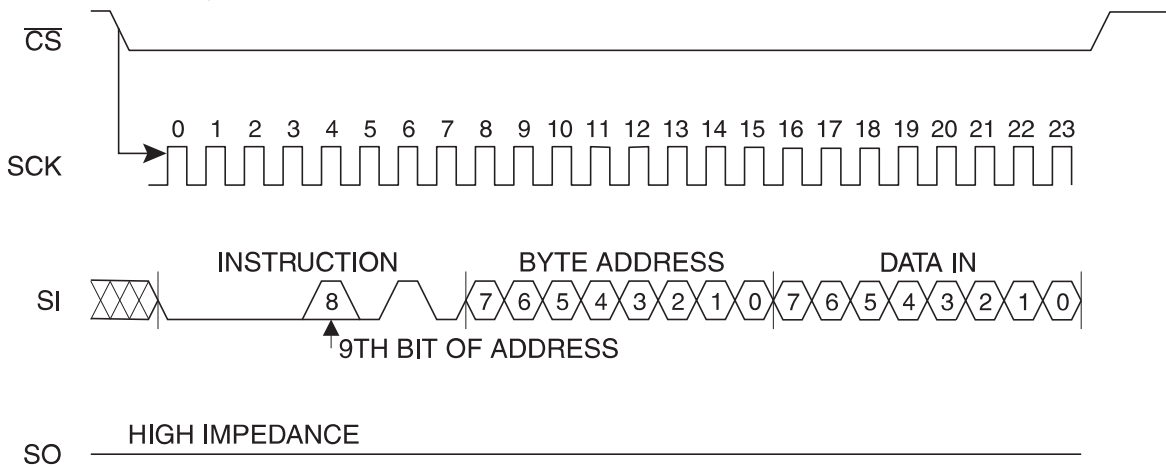 CS
0 1 2 3 4 5 6 7 8 9 10 11 12 13 14 15 16 17 18 19 20 21 22 23
SCK
INSTRUCTION BYTE ADDRESS DATA IN
SI 8 7 6 5 4 3 2 1 0 7 6 5 4 3 2 1 0
9TH BIT OF ADDRESS
HIGH IMPEDANCE
SO